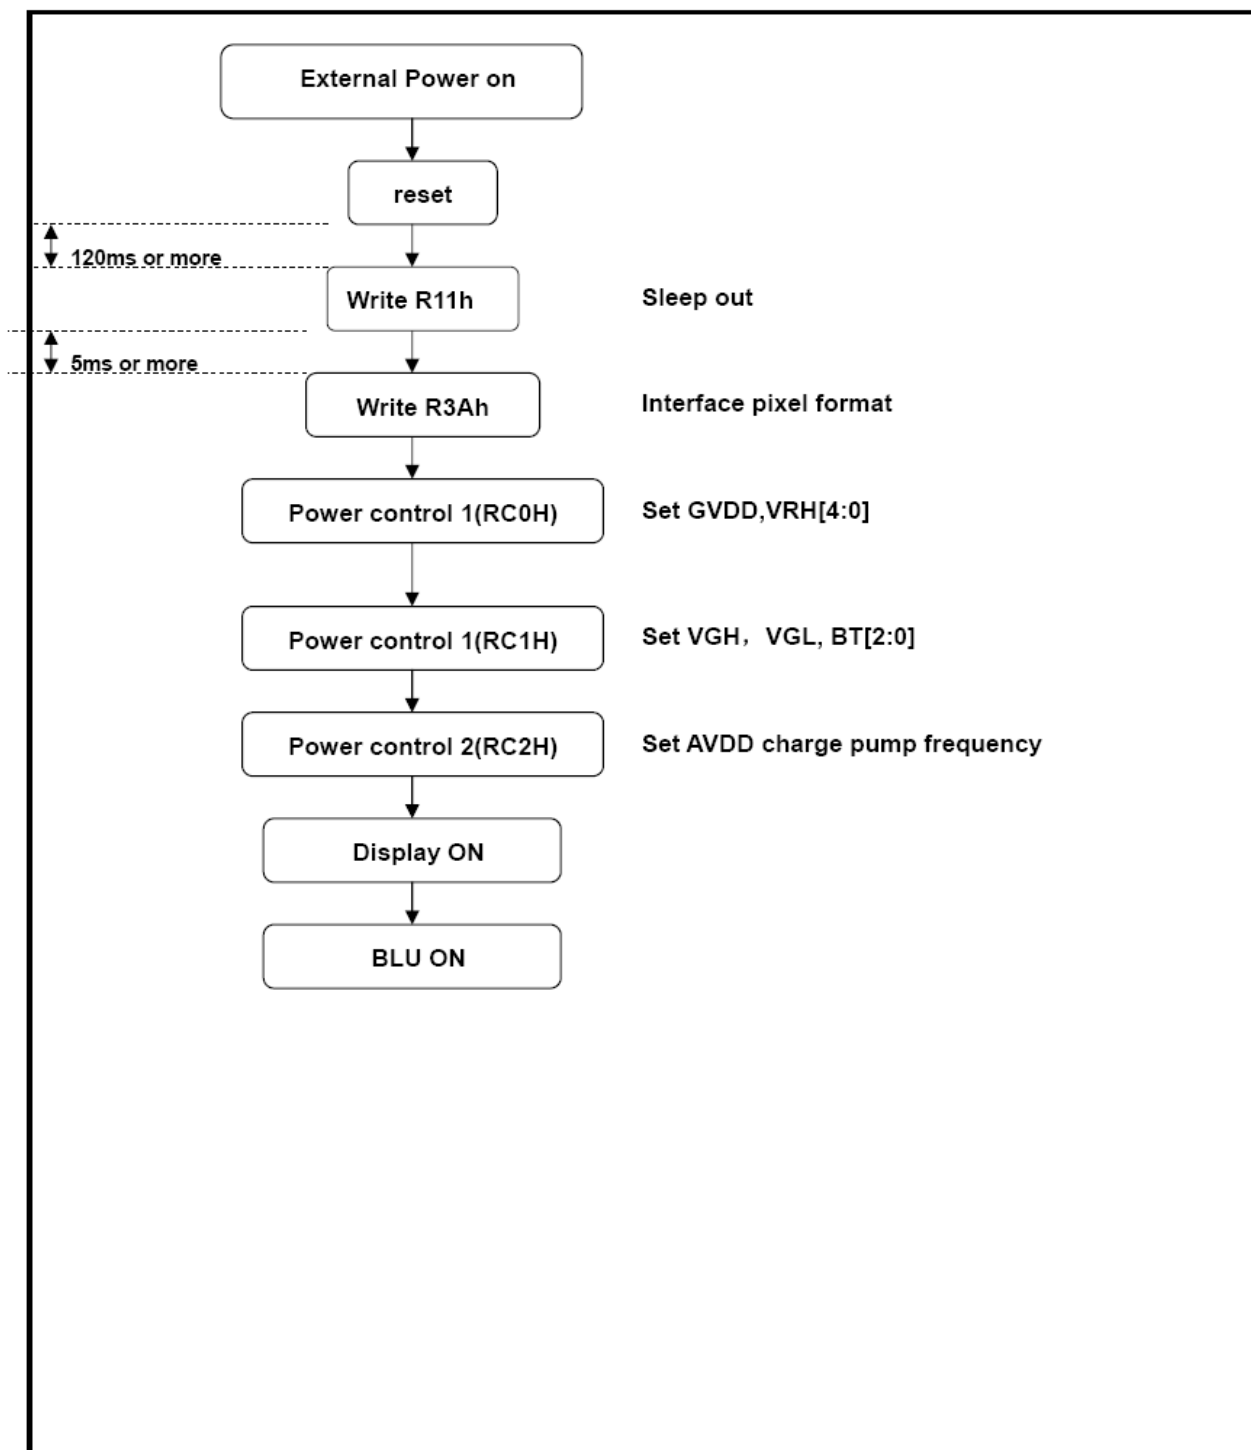 External Power on
reset
120ms or more
Write R11h
Sleep out
5ms or more
Write R3Ah
Interface pixel format
Power control 1(RC0H)
Set GVDD,VRH[4:0]
Power control 1(RC1H)
Set VGH，VGL, BT[2:0]
Power control 2(RC2H)
Set AVDD charge pump frequency
Display ON
BLU ON